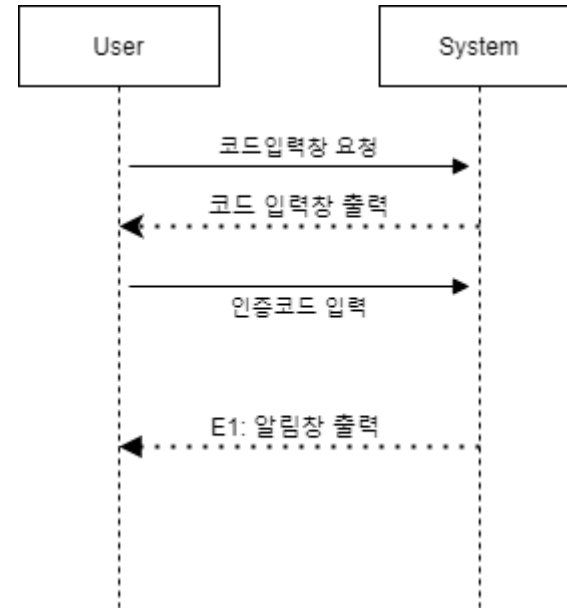 User
System
코드입력창 요청
코드 입력창 출력
인증코드 입력
E1: 알림창 출력